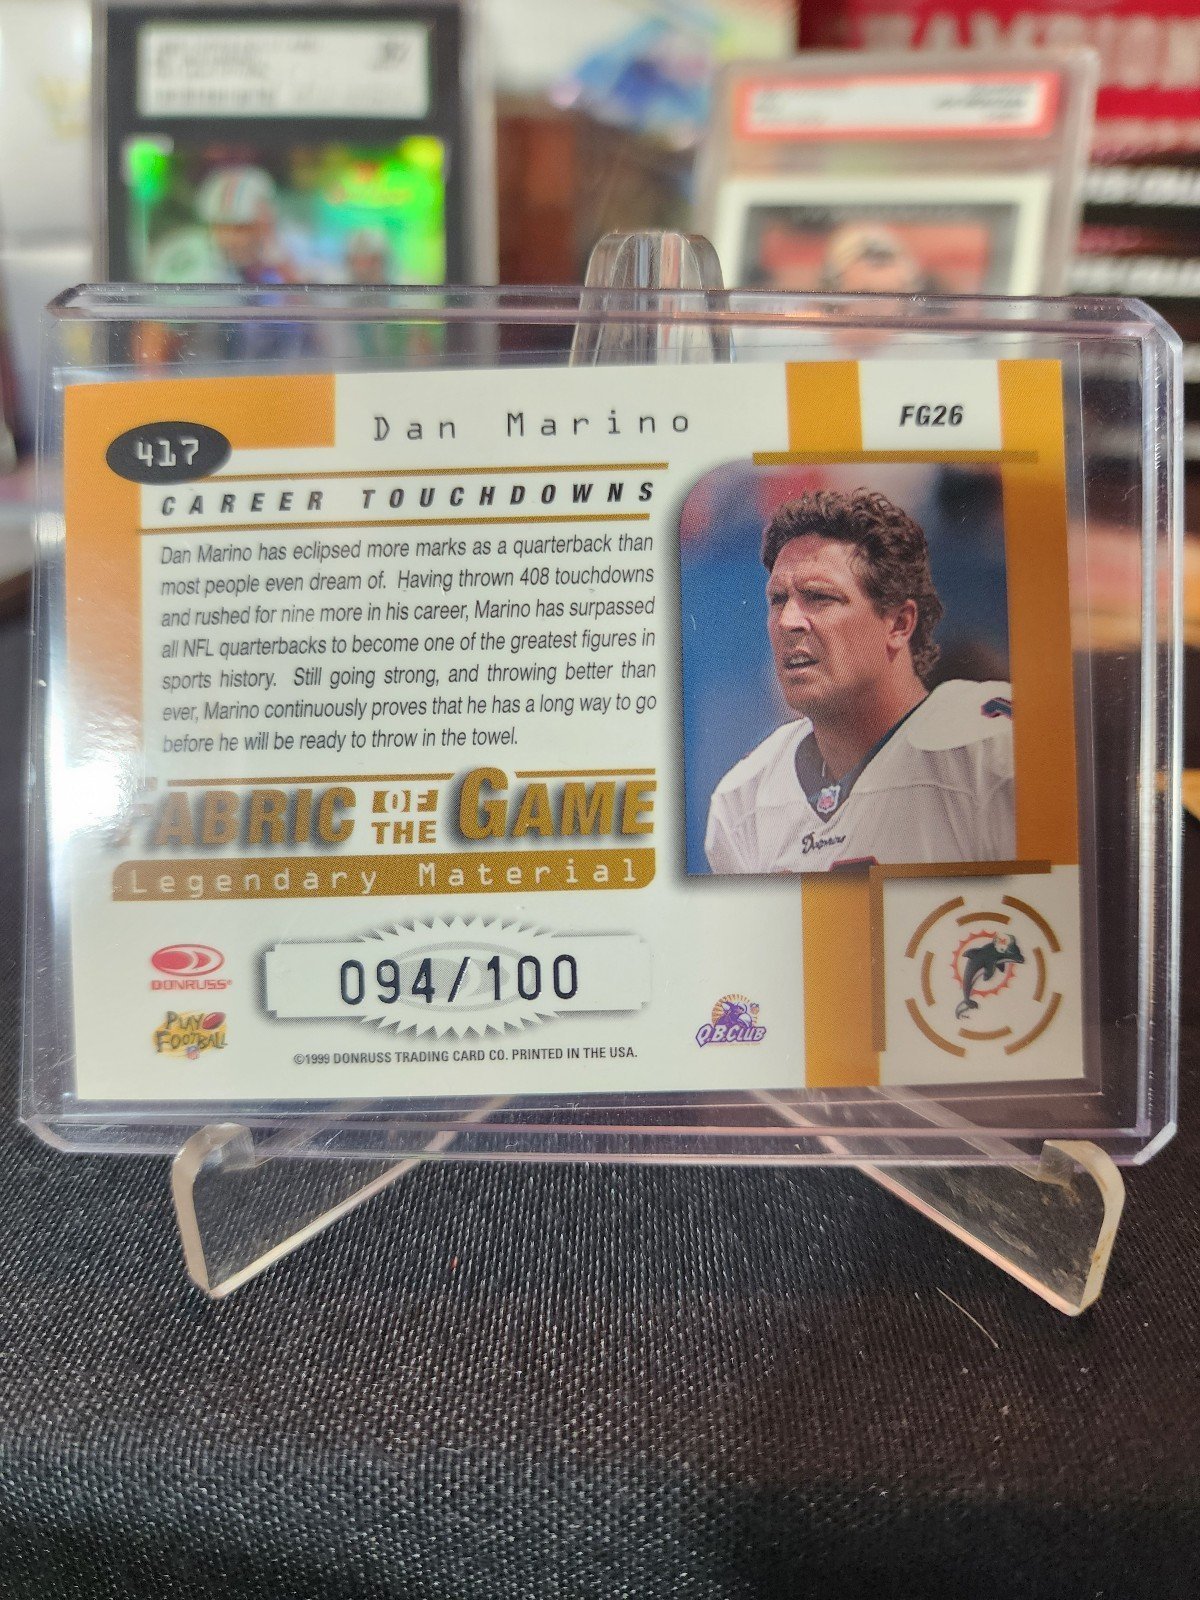 417
Dan Marino
FG26
CAREER TOUCHDOWNS
Dan Marino has eclipsed more marks as a quarterback than
most people even dream of. Having thrown 408 touchdowns
and rushed for nine more in his career, Marino has surpassed
all NFL quarterbacks to become one of the greatest figures in
sports history. Still going strong, and throwing better than
ever, Marino continuously proves that he has a long way to go
before he will be ready to throw in the towel.
FABRIC OF THE GAME
Legendary Material
DONRUSS
094/100
PLAY
FOOTBALL
Q.B.CLUB
©1999 DONRUSS TRADING CARD CO. PRINTED IN THE USA.